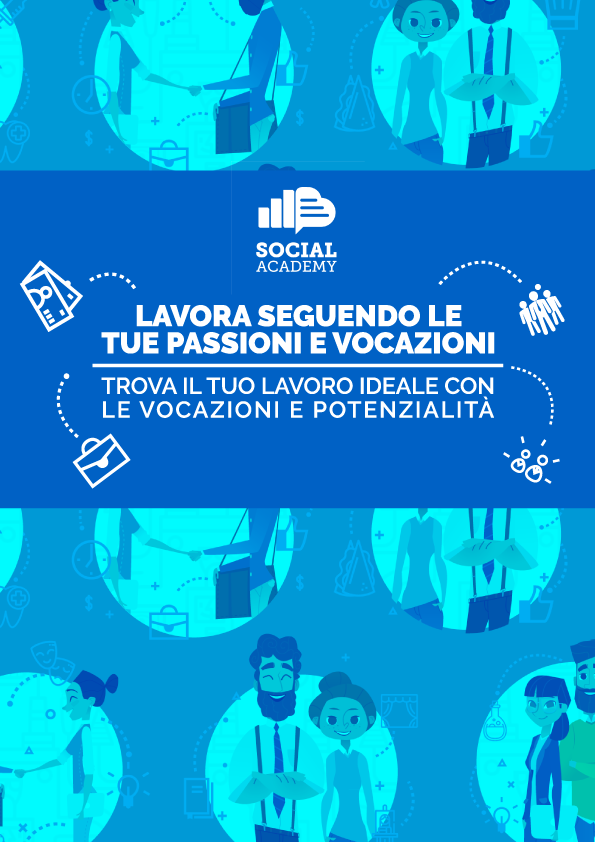 SOCIAL
ACADEMY
LAVORA SEGUENDO LE
TUE PASSIONI E VOCAZIONI
TROVA IL TUO LAVORO IDEALE CON
LE VOCAZIONI E POTENZIALITÀ